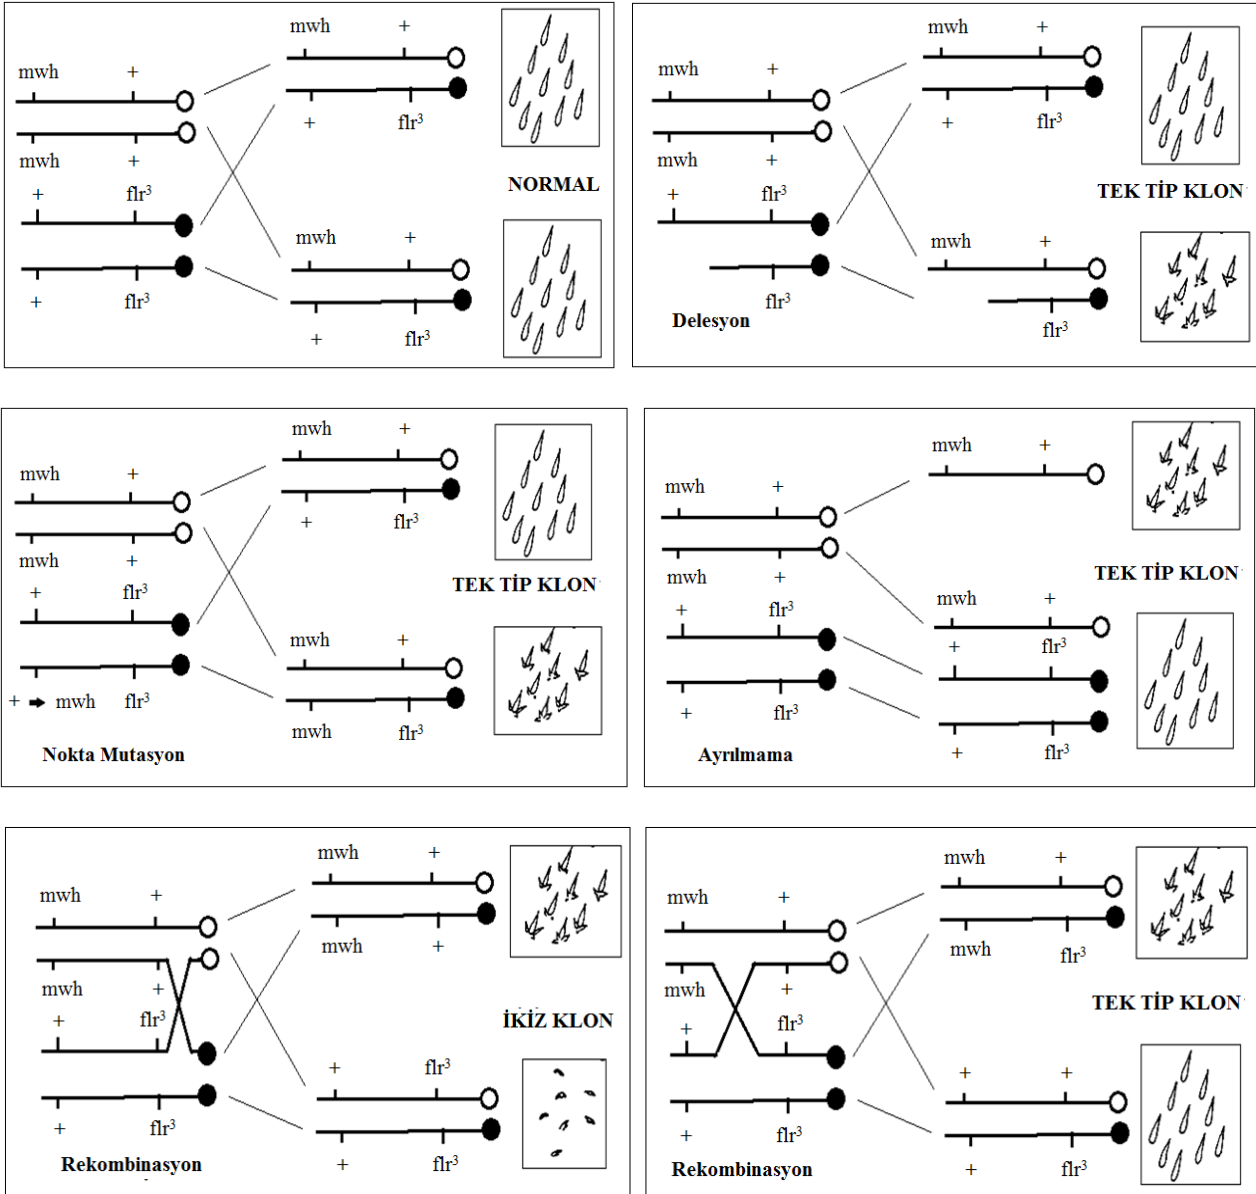 mwh +
mwh +
+ flr³
mwh +
+ flr³
+ flr³
mwh +
+ flr³
mwh +
+ flr³
NORMAL
mwh +
mwh +
+ flr³
flr³
mwh +
+ flr³
mwh +
flr³
TEK TİP KLON
Delesyon
mwh +
mwh +
+ flr³
+ ➡ mwh flr³
mwh +
+ flr³
mwh +
mwh flr³
TEK TİP KLON
Nokta Mutasyon
mwh +
mwh +
+ flr³
+ flr³
mwh +
mwh +
+ flr³
+ flr³
TEK TİP KLON
Ayrılmama
mwh +
mwh +
+ flr³
+ flr³
mwh +
mwh +
+ flr³
+ flr³
İKİZ KLON
Rekombinasyon
mwh +
mwh +
+ flr³
+ flr³
mwh +
mwh flr³
+ +
+ flr³
TEK TİP KLON
Rekombinasyon